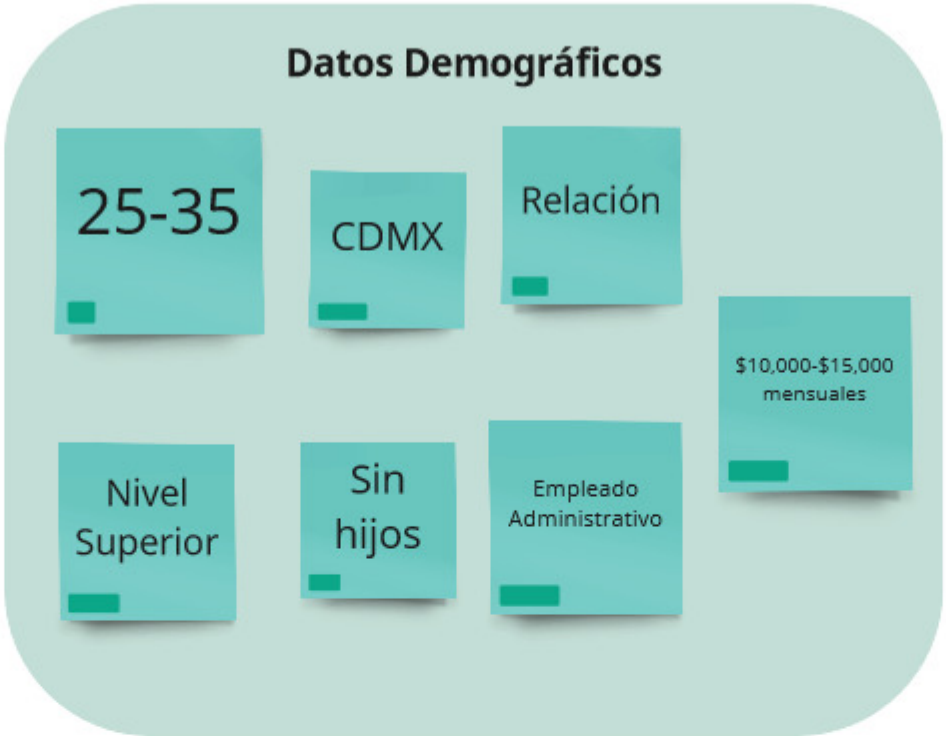 Datos Demográficos
25-35
CDMX
Relación
$10,000-$15,000
mensuales
Nivel
Superior
Sin
hijos
Empleado
Administrativo